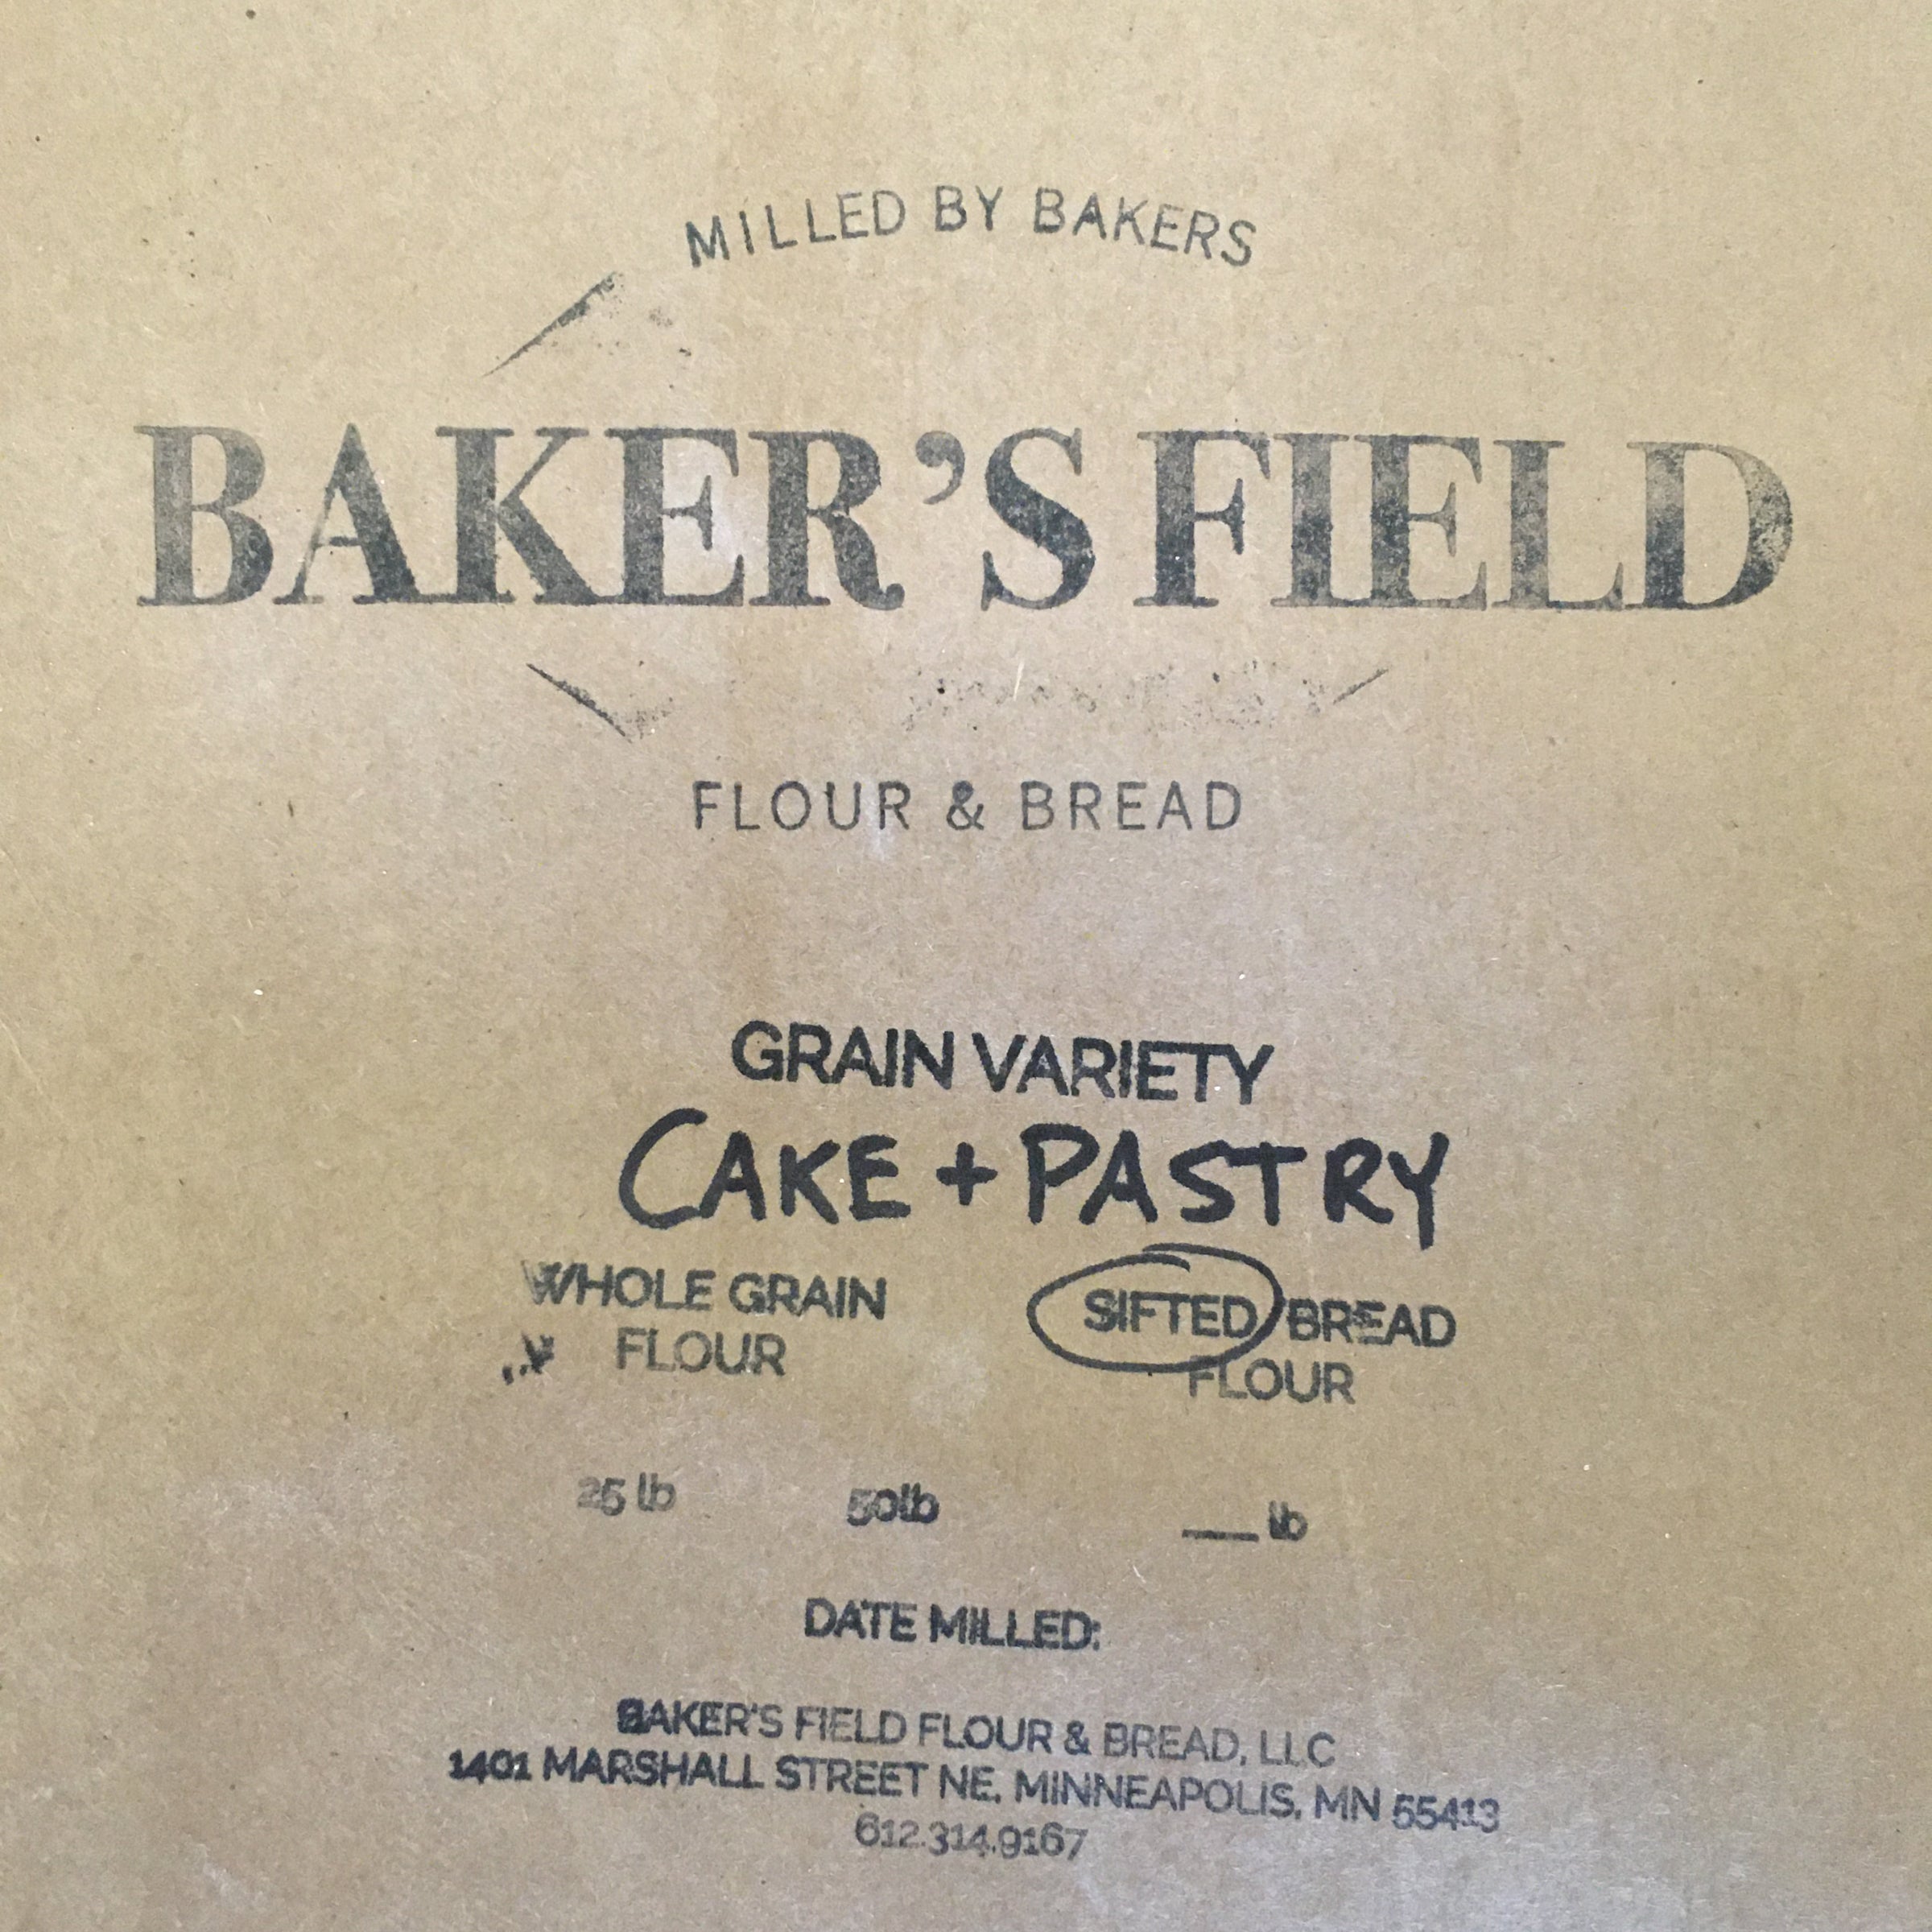 MILLED BY BAKERS
BAKER'S FIELD
FLOUR & BREAD
GRAIN VARIETY
CAKE + PASTRY
WHOLE GRAIN SIFTED BREAD
FLOUR FLOUR
25 lb 50lb ___ lb
DATE MILLED:
BAKER'S FIELD FLOUR & BREAD, LLC
1401 MARSHALL STREET NE, MINNEAPOLIS, MN 55413
612.314.9167